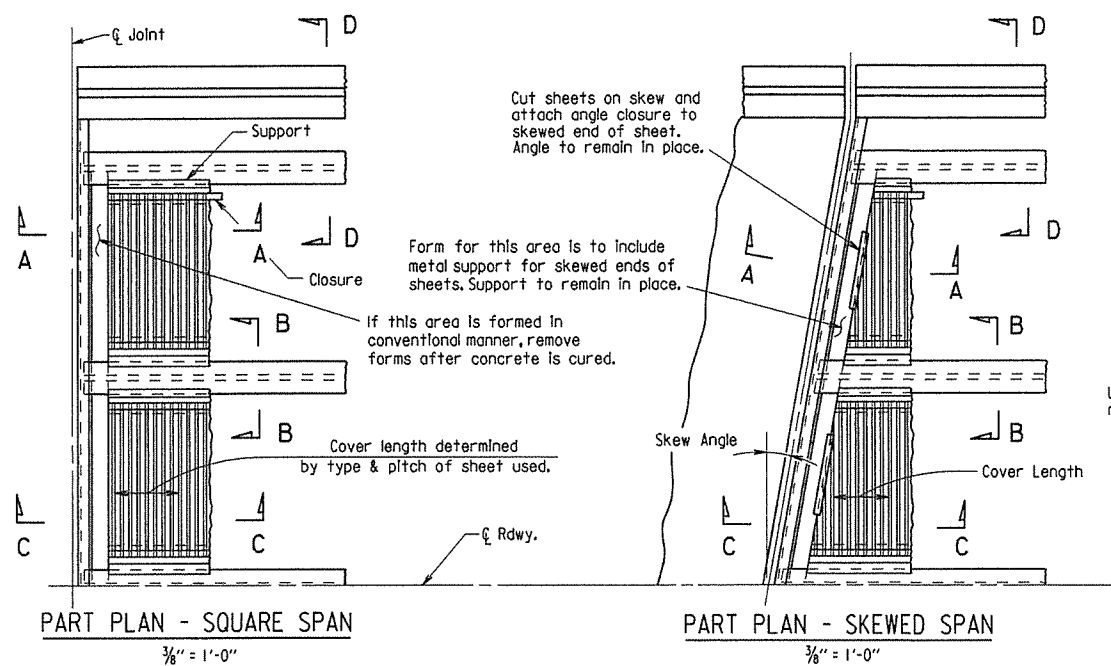 ℄ Joint
D
Support
A
A
D
Closure
If this area is formed in
conventional manner, remove
forms after concrete is cured.
B
B
Cover length determined
by type & pitch of sheet used.
C
C
℄ Rdwy.
PART PLAN - SQUARE SPAN
3/8" = 1'-0"
D
Cut sheets on skew and
attach angle closure to
skewed end of sheet.
Angle to remain in place.
D
Form for this area is to include
metal support for skewed ends of
sheets. Support to remain in place.
A
A
B
B
Skew Angle
Cover Length
C
C
PART PLAN - SKEWED SPAN
3/8" = 1'-0"